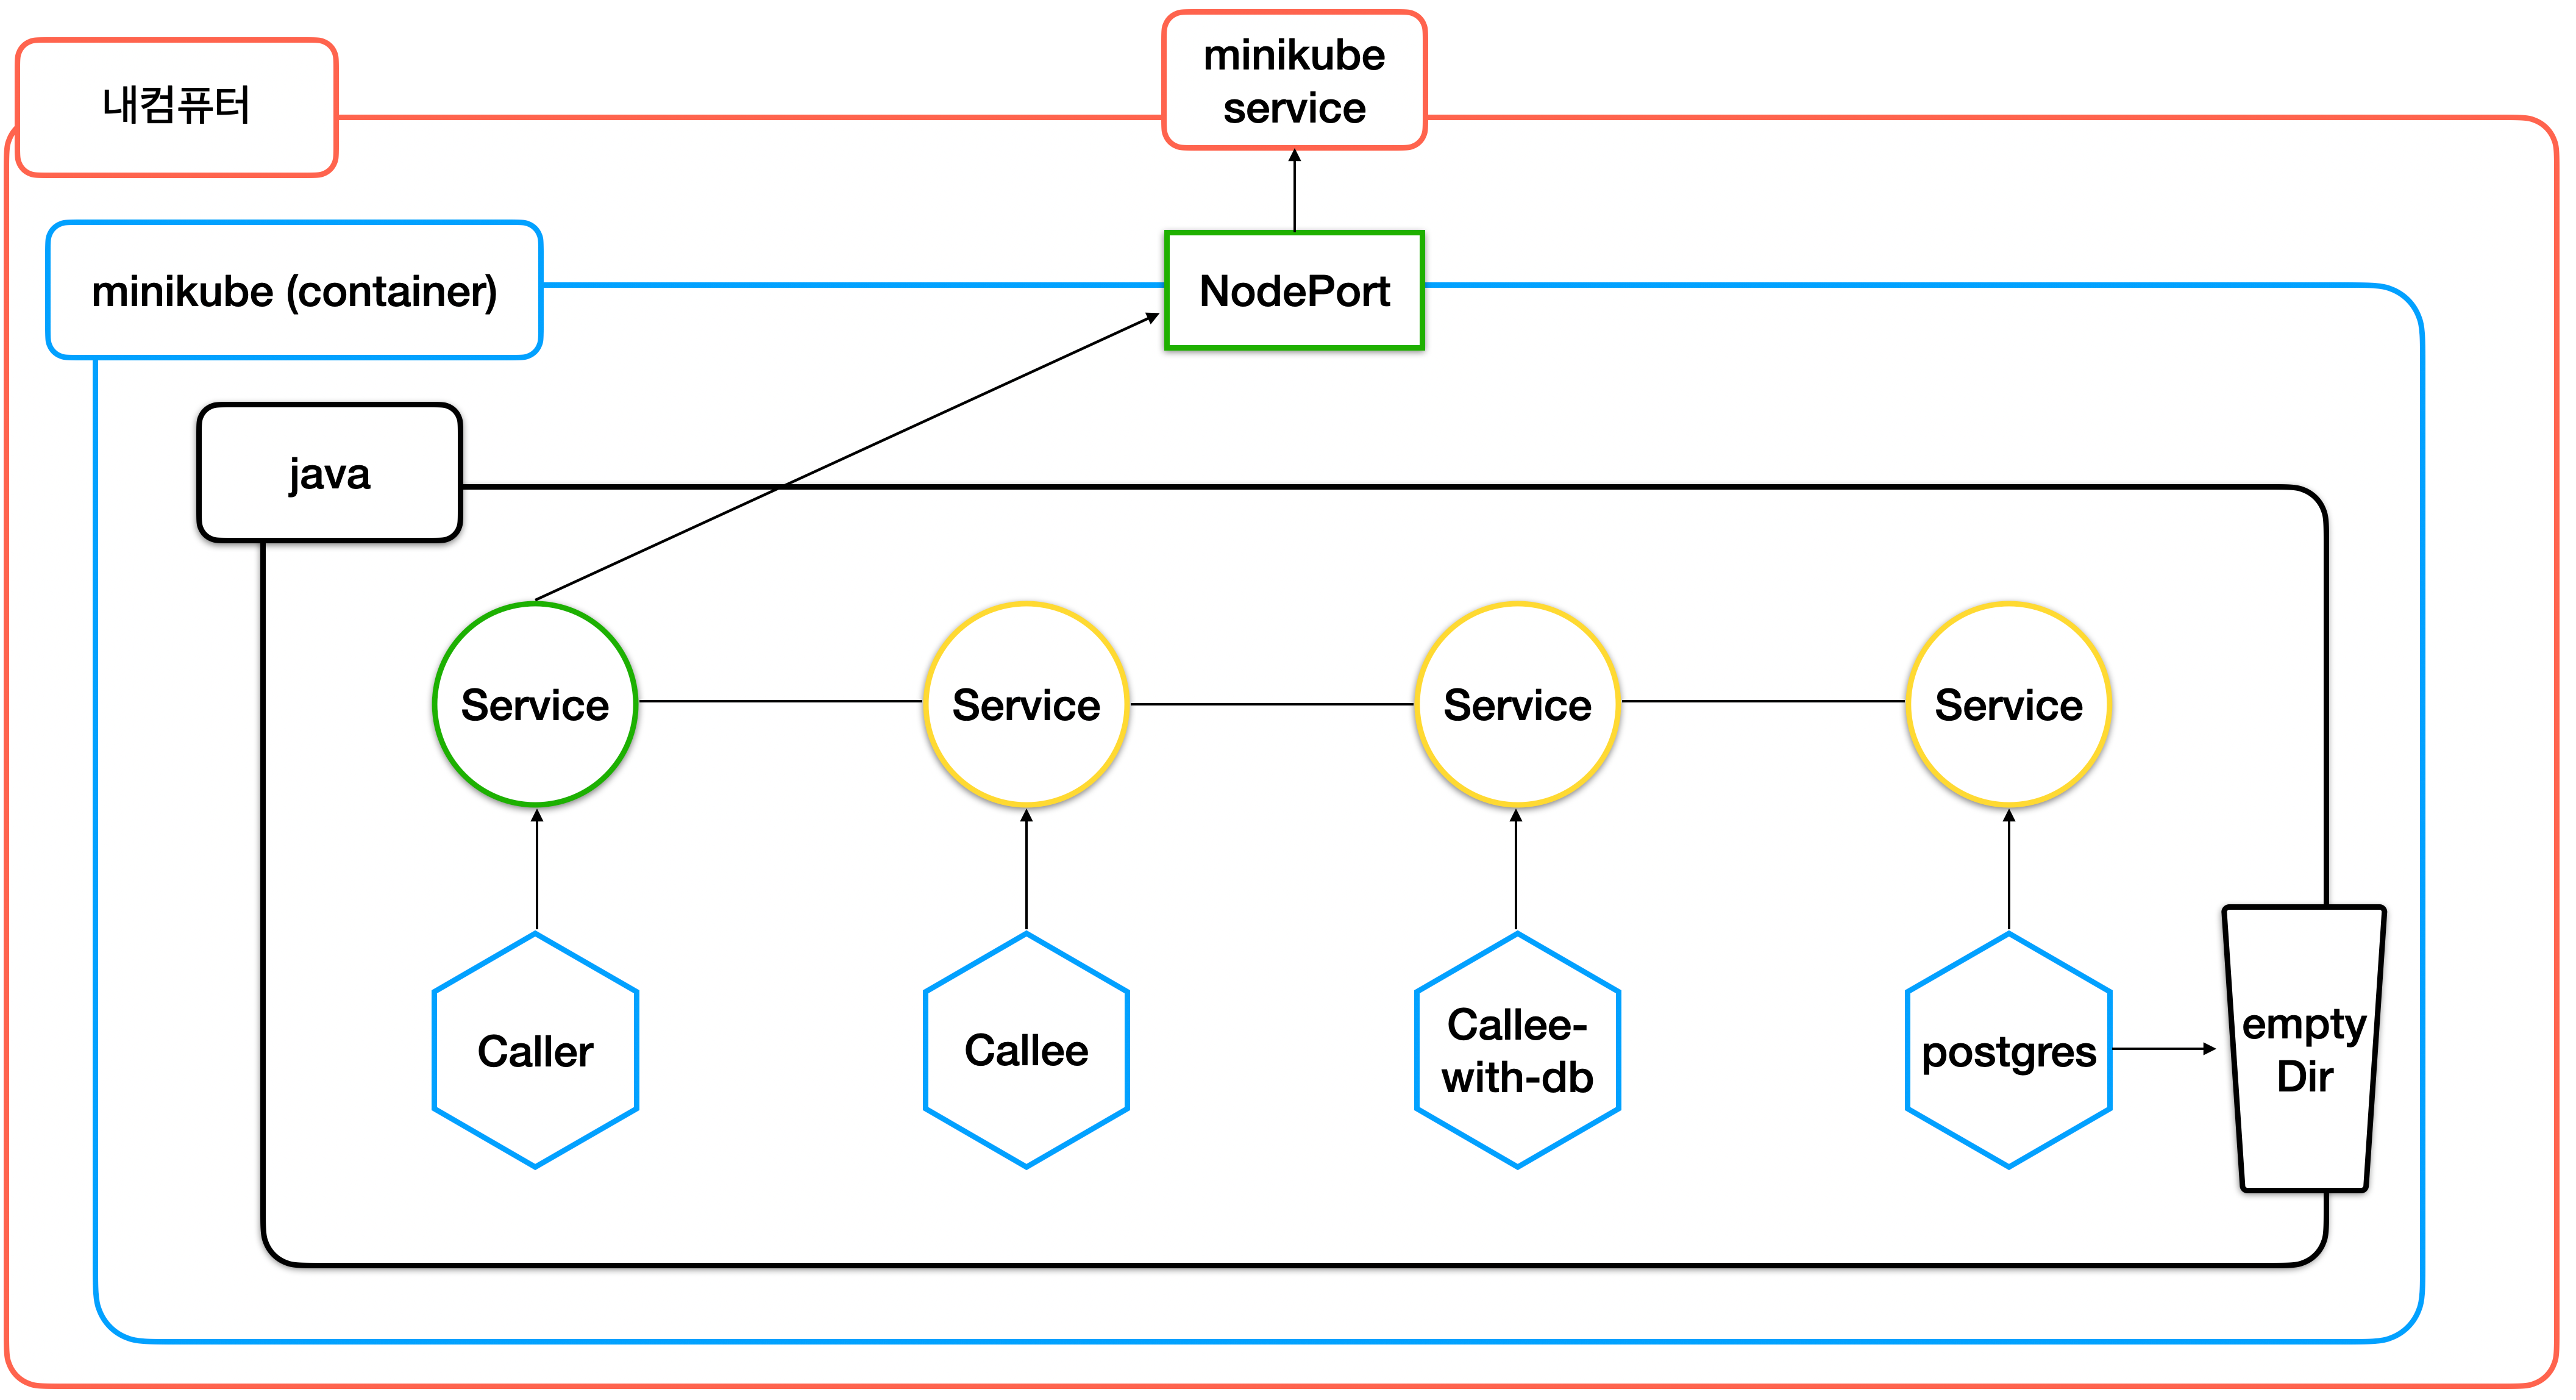 minikube
service
내컴퓨터
minikube (container)
NodePort
java
Service
Service
Service
Service
Caller
Callee
Callee-
with-db
postgres
empty
Dir